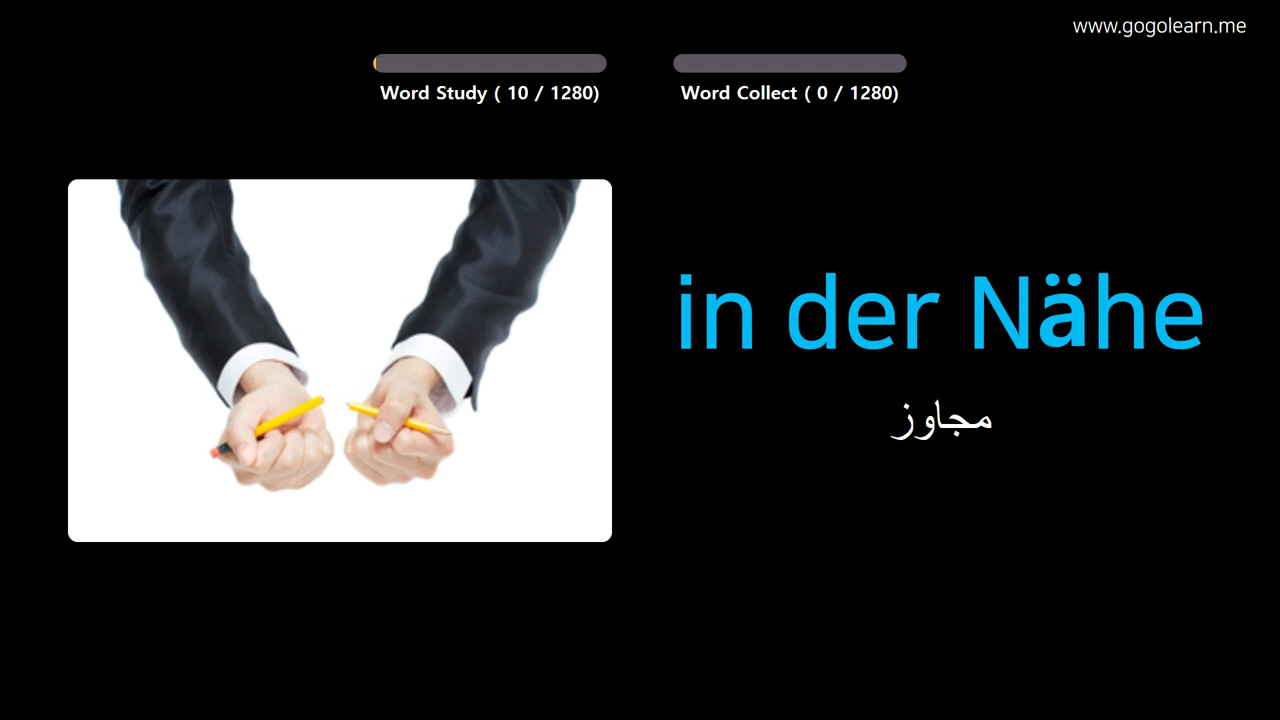 www.gogolearn.me
Word Study ( 10 / 1280)
Word Collect ( 0 / 1280)
in der Nähe
مجاوز